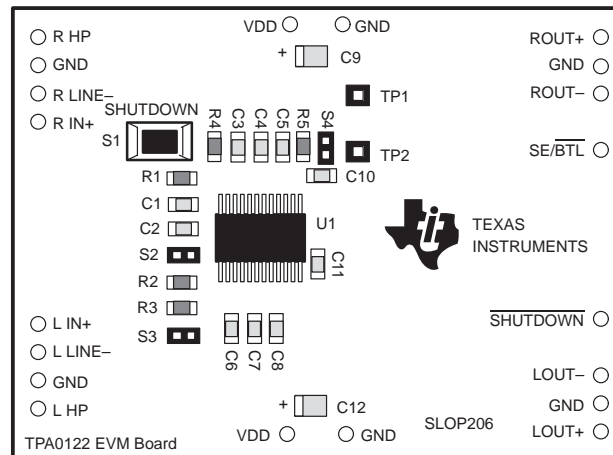 VDD GND
R HP
GND
R LINE–
R IN+
+ C9
ROUT+
GND
ROUT–
SHUTDOWN
S1
R4 C3 C4 C5 R5 S4
TP1
TP2
SE/BTL
C10
R1
C1
C2
S2
R2
R3
S3
U1
C11
TEXAS
INSTRUMENTS
L IN+
L LINE–
GND
L HP
C6 C7 C8
SHUTDOWN
LOUT–
GND
LOUT+
+ C12
SLOP206
VDD GND
TPA0122 EVM Board